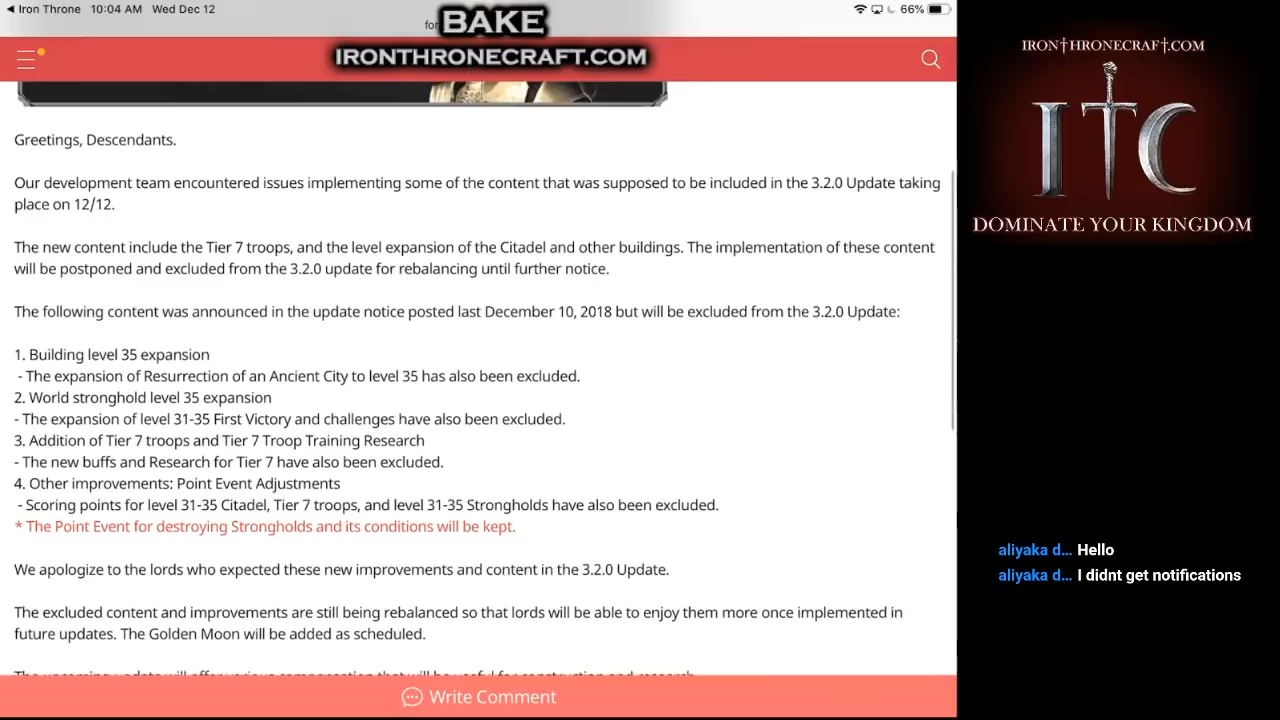 Iron Throne 10:04 AM Wed Dec 12 66%
for
BAKE
IRONTHRONECRAFT.COM
Greetings, Descendants.
Our development team encountered issues implementing some of the content that was supposed to be included in the 3.2.0 Update taking
place on 12/12.
The new content include the Tier 7 troops, and the level expansion of the Citadel and other buildings. The implementation of these content
will be postponed and excluded from the 3.2.0 update for rebalancing until further notice.
The following content was announced in the update notice posted last December 10, 2018 but will be excluded from the 3.2.0 Update:
1. Building level 35 expansion
- The expansion of Resurrection of an Ancient City to level 35 has also been excluded.
2. World stronghold level 35 expansion
- The expansion of level 31-35 First Victory and challenges have also been excluded.
3. Addition of Tier 7 troops and Tier 7 Troop Training Research
- The new buffs and Research for Tier 7 have also been excluded.
4. Other improvements: Point Event Adjustments
- Scoring points for level 31-35 Citadel, Tier 7 troops, and level 31-35 Strongholds have also been excluded.
* The Point Event for destroying Strongholds and its conditions will be kept.
We apologize to the lords who expected these new improvements and content in the 3.2.0 Update.
The excluded content and improvements are still being rebalanced so that lords will be able to enjoy them more once implemented in
future updates. The Golden Moon will be added as scheduled.
Write Comment
IRON†HRONECRAF†.COM
ITC
DOMINATE YOUR KINGDOM
aliyaka d... Hello
aliyaka d... I didnt get notifications